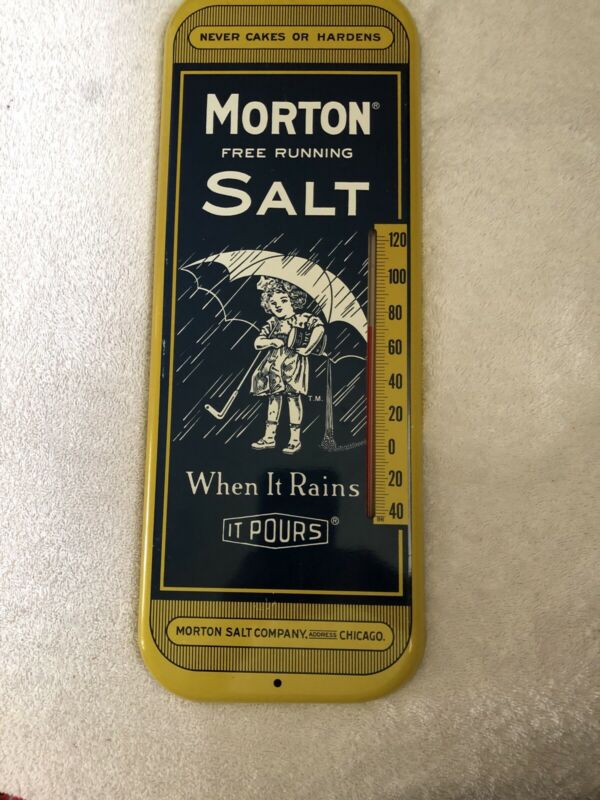 NEVER CAKES OR HARDENS
MORTON®
FREE RUNNING
SALT
120
100
80
60
40
20
0
20
40
T.M.
When It Rains
IT POURS®
MORTON SALT COMPANY. ADDRESS CHICAGO.